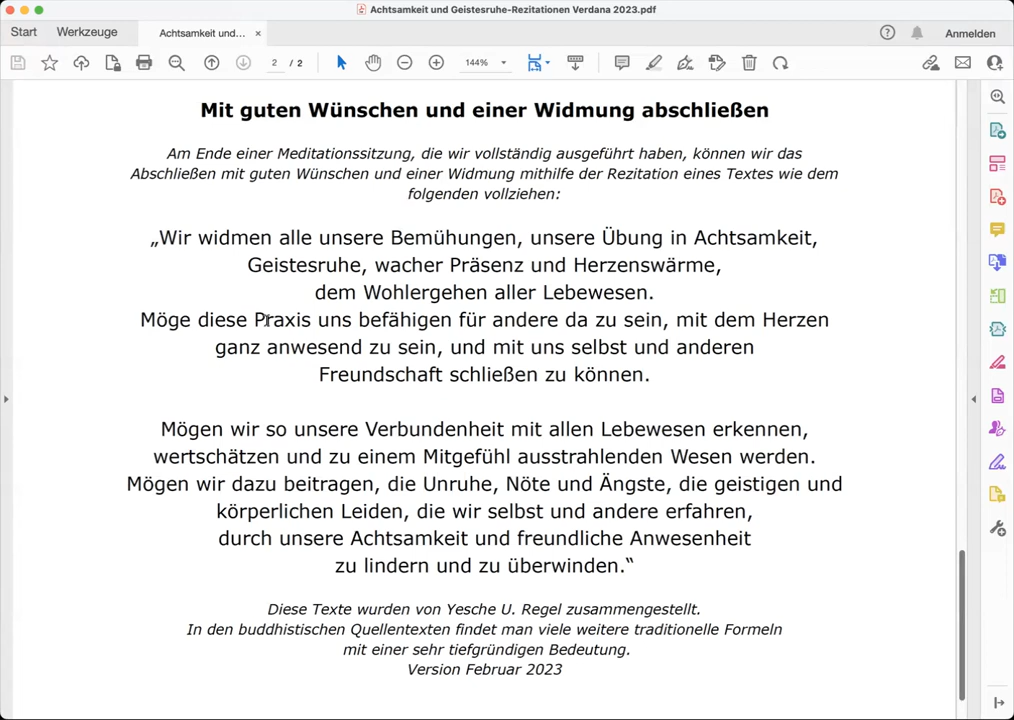 Achtsamkeit und Geistesruhe-Rezitationen Verdana 2023.pdf
Start Werkzeuge Achtsamkeit und... × Anmelden
2 / 2 144%
Mit guten Wünschen und einer Widmung abschließen
Am Ende einer Meditationssitzung, die wir vollständig ausgeführt haben, können wir das
Abschließen mit guten Wünschen und einer Widmung mithilfe der Rezitation eines Textes wie dem
folgenden vollziehen:
„Wir widmen alle unsere Bemühungen, unsere Übung in Achtsamkeit,
Geistesruhe, wacher Präsenz und Herzenswärme,
dem Wohlergehen aller Lebewesen.
Möge diese Praxis uns befähigen für andere da zu sein, mit dem Herzen
ganz anwesend zu sein, und mit uns selbst und anderen
Freundschaft schließen zu können.
Mögen wir so unsere Verbundenheit mit allen Lebewesen erkennen,
wertschätzen und zu einem Mitgefühl ausstrahlenden Wesen werden.
Mögen wir dazu beitragen, die Unruhe, Nöte und Ängste, die geistigen und
körperlichen Leiden, die wir selbst und andere erfahren,
durch unsere Achtsamkeit und freundliche Anwesenheit
zu lindern und zu überwinden.“
Diese Texte wurden von Yesche U. Regel zusammengestellt.
In den buddhistischen Quellentexten findet man viele weitere traditionelle Formeln
mit einer sehr tiefgründigen Bedeutung.
Version Februar 2023